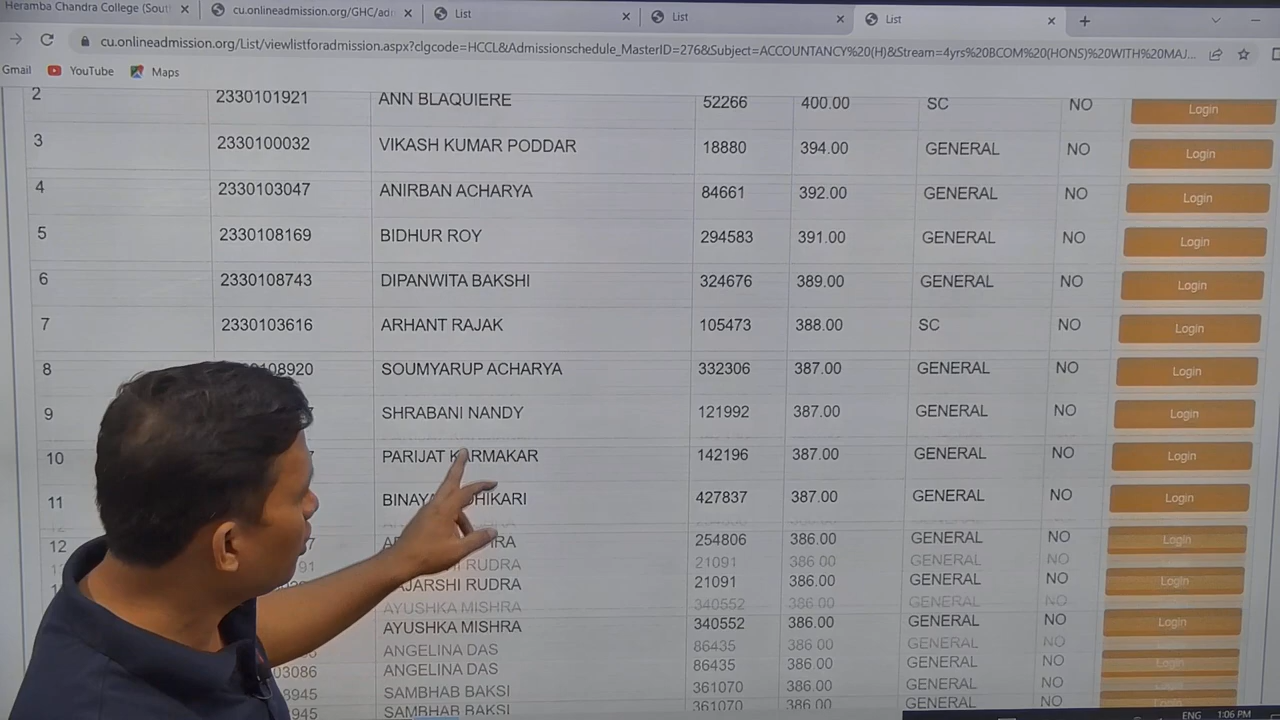 Heramba Chandra College (Sout
cu.onlineadmission.org/GHC/adr
List
List
List
cu.onlineadmission.org/List/viewlistforadmission.aspx?clgcode=HCCL&Admissionschedule_MasterID=276&Subject=ACCOUNTANCY%20(H)&Stream=4yrs%20BCOM%20(HONS)%20WITH%20MAJ...
Gmail YouTube Maps
2 2330101921 ANN BLAQUIERE 52266 400.00 SC NO Login
3 2330100032 VIKASH KUMAR PODDAR 18880 394.00 GENERAL NO Login
4 2330103047 ANIRBAN ACHARYA 84661 392.00 GENERAL NO Login
5 2330108169 BIDHUR ROY 294583 391.00 GENERAL NO Login
6 2330108743 DIPANWITA BAKSHI 324676 389.00 GENERAL NO Login
7 2330103616 ARHANT RAJAK 105473 388.00 SC NO Login
8 08920 SOUMYARUP ACHARYA 332306 387.00 GENERAL NO Login
9 SHRABANI NANDY 121992 387.00 GENERAL NO Login
10 PARIJAT KARMAKAR 142196 387.00 GENERAL NO Login
11 427837 387.00 GENERAL NO Login
12 254806 386.00 GENERAL NO Login
RUDRA 21091 386.00 GENERAL NO
RUDRA 21091 386.00 GENERAL NO Login
AYUSHKA MISHRA 340552 386.00 GENERAL NO
AYUSHKA MISHRA 340552 386.00 GENERAL NO Login
ANGELINA DAS 86435 386.00 GENERAL NO
03086 ANGELINA DAS 86435 386.00 GENERAL NO Login
8945 SAMBHAB BAKSI 361070 386.00 GENERAL NO
945 SAMBHAB BAKSI 361070 386.00 GENERAL NO Login
ENG 1:06 PM